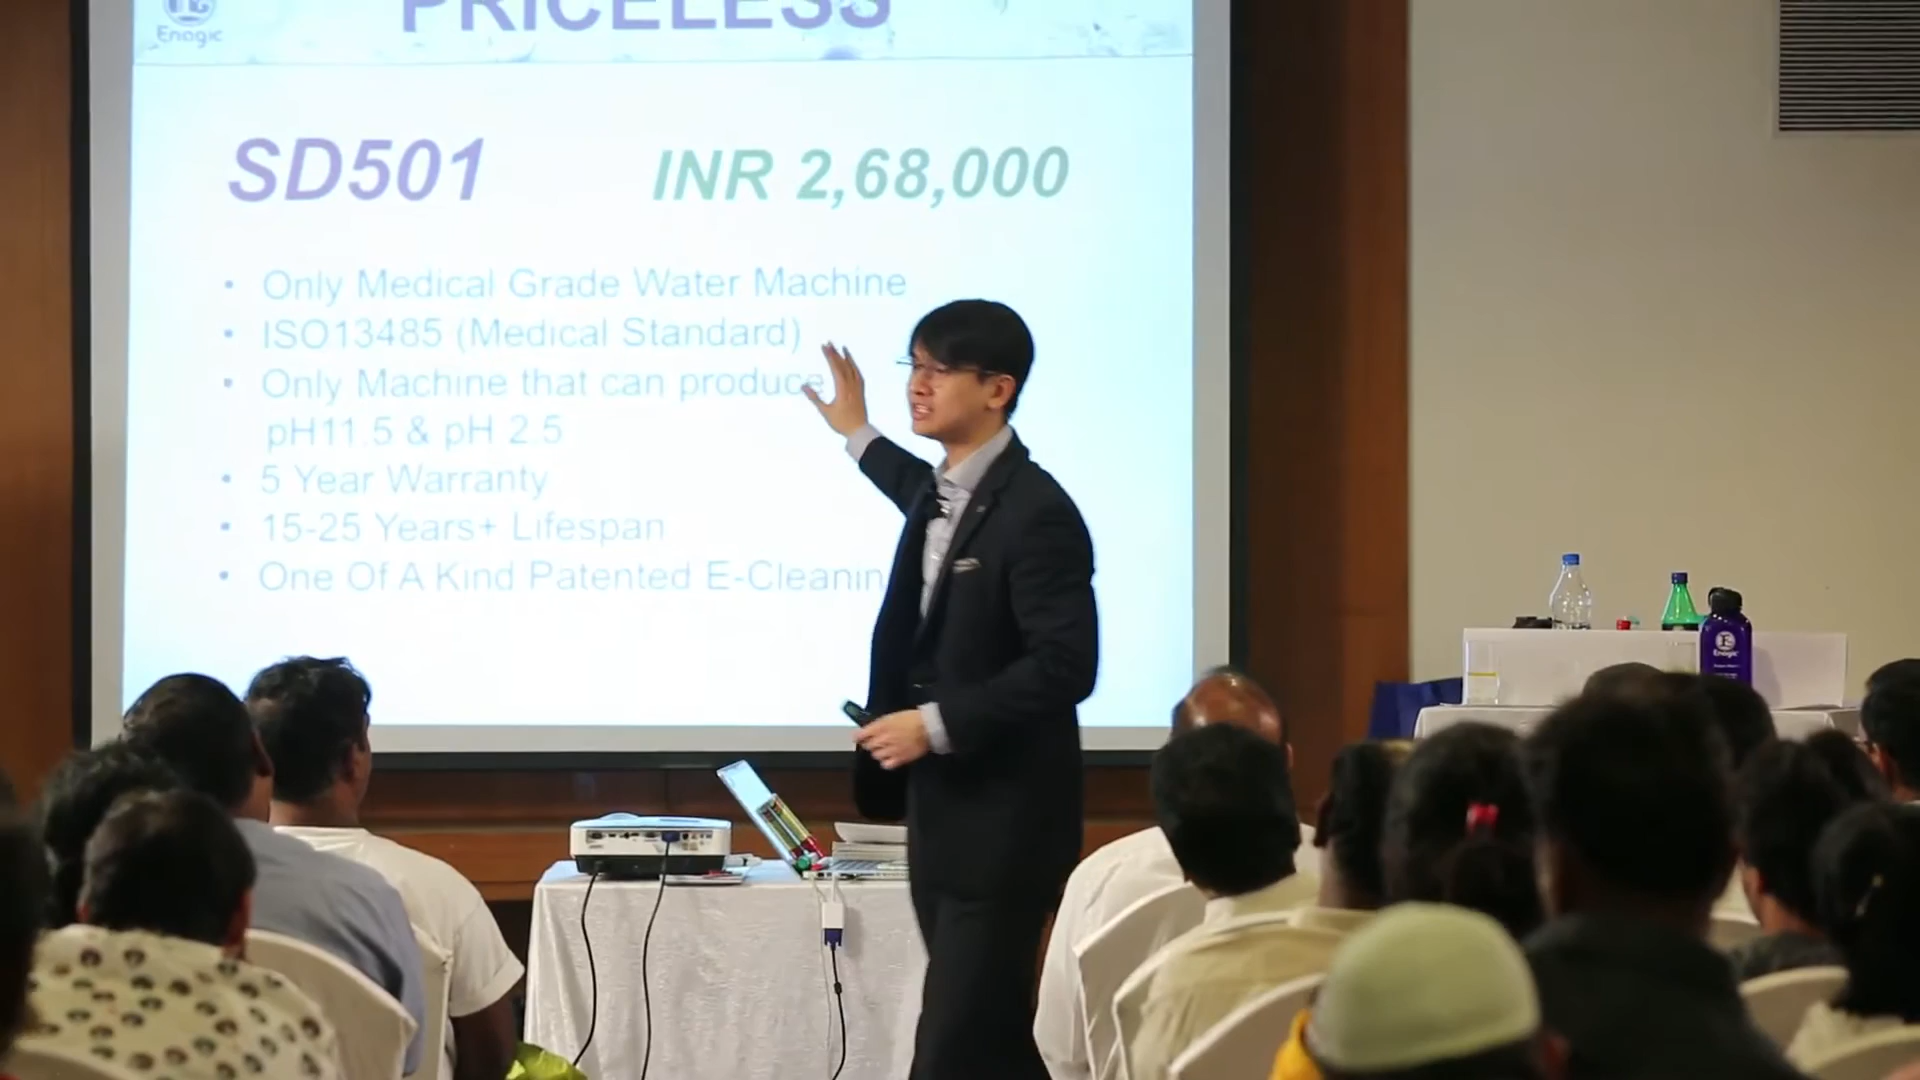 Enagic
PRICELESS
SD501
INR 2,68,000
• Only Medical Grade Water Machine
• ISO13485 (Medical Standard)
• Only Machine that can produce
pH11.5 & pH 2.5
• 5 Year Warranty
• 15-25 Years+ Lifespan
• One Of A Kind Patented E-Cleanin
Enagic